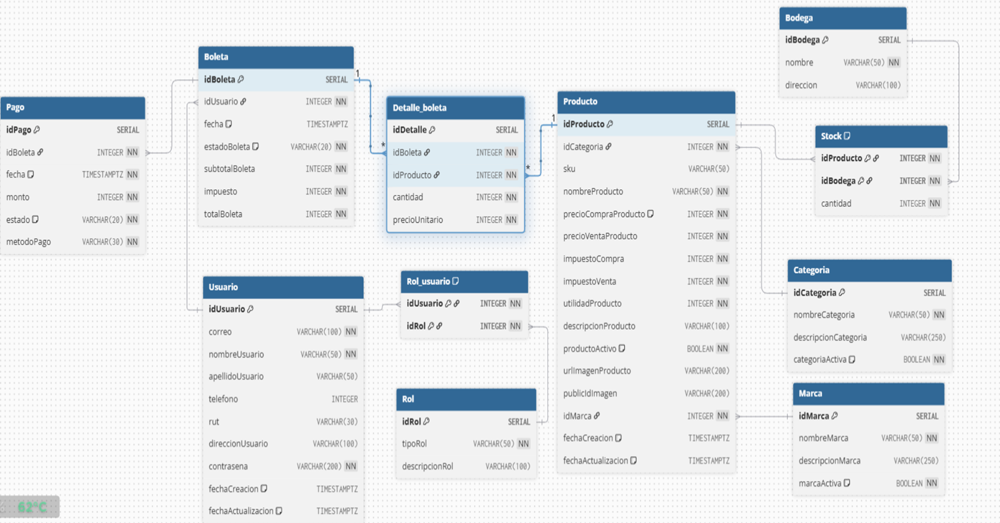 Bodega
idBodega SERIAL
nombre VARCHAR(50) NN
direccion VARCHAR(100)
Boleta
idBoleta SERIAL
idUsuario INTEGER NN
fecha TIMESTAMPTZ
estadoBoleta VARCHAR(20) NN
subtotalBoleta INTEGER NN
impuesto INTEGER NN
totalBoleta INTEGER NN
1
*
Pago
idPago SERIAL
idBoleta INTEGER NN
fecha TIMESTAMPTZ NN
monto INTEGER NN
estado VARCHAR(20) NN
metodoPago VARCHAR(30) NN
Detalle_boleta
idDetalle SERIAL
idBoleta INTEGER NN
idProducto INTEGER NN
cantidad INTEGER NN
precioUnitario INTEGER NN
1
*
Producto
idProducto SERIAL
idCategoria INTEGER NN
sku VARCHAR(50)
nombreProducto VARCHAR(50) NN
precioCompraProducto INTEGER NN
precioVentaProducto INTEGER NN
impuestoCompra INTEGER NN
impuestoVenta INTEGER NN
utilidadProducto INTEGER NN
descripcionProducto VARCHAR(100)
productoActivo BOOLEAN NN
urlImagenProducto VARCHAR(200)
publicIdImagen VARCHAR(200)
idMarca INTEGER NN
fechaCreacion TIMESTAMPTZ
fechaActualizacion TIMESTAMPTZ
Stock
idProducto INTEGER NN
idBodega INTEGER NN
cantidad INTEGER NN
Categoria
idCategoria SERIAL
nombreCategoria VARCHAR(50) NN
descripcionCategoria VARCHAR(250)
categoriaActiva BOOLEAN NN
Marca
idMarca SERIAL
nombreMarca VARCHAR(50) NN
descripcionMarca VARCHAR(250)
marcaActiva BOOLEAN NN
Usuario
idUsuario SERIAL
correo VARCHAR(100) NN
nombreUsuario VARCHAR(50) NN
apellidoUsuario VARCHAR(50)
telefono INTEGER
rut VARCHAR(30)
direccionUsuario VARCHAR(100)
contrasena VARCHAR(200) NN
fechaCreacion TIMESTAMPTZ
fechaActualizacion TIMESTAMPTZ
Rol_usuario
idUsuario INTEGER NN
idRol INTEGER NN
Rol
idRol SERIAL
tipoRol VARCHAR(50) NN
descripcionRol VARCHAR(100)
% 62°C